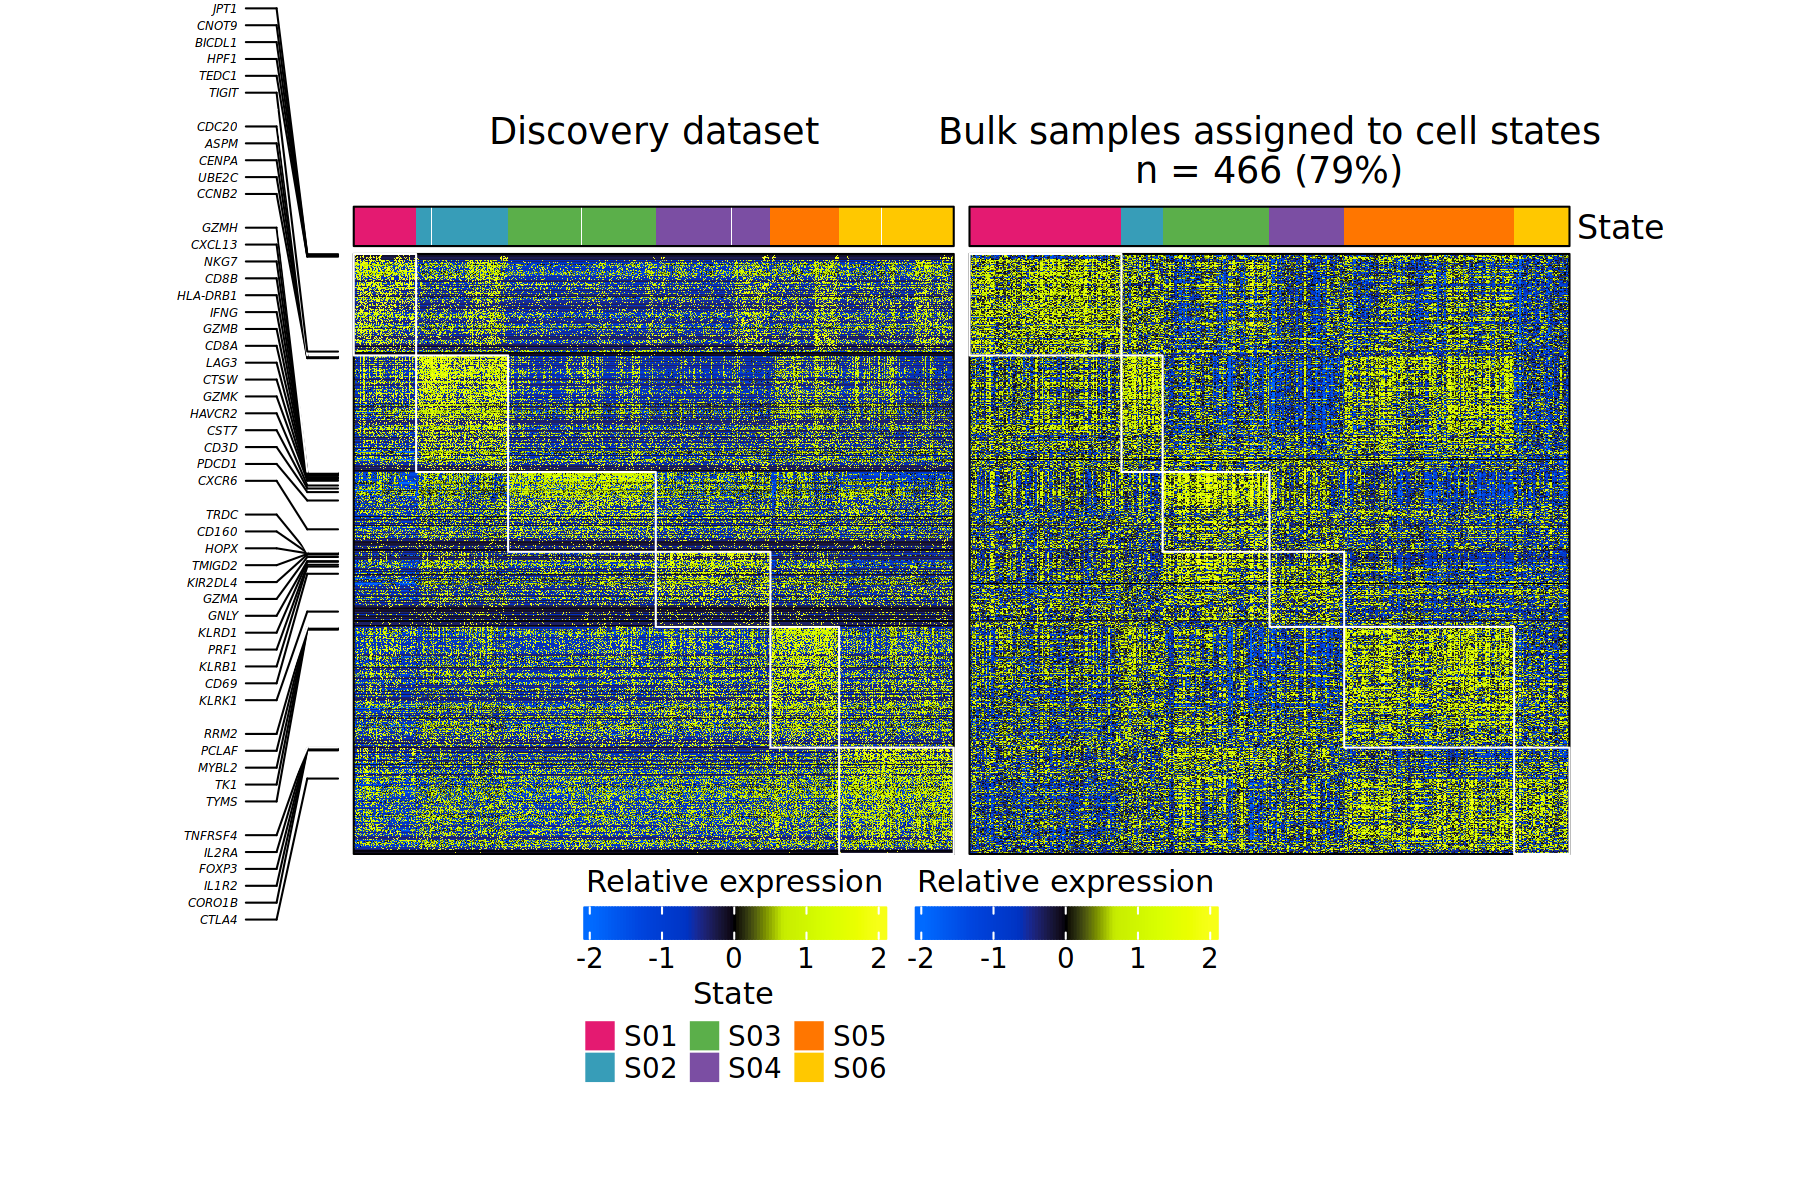 JPT1
CNOT9
BICDL1
HPF1
TEDC1
TIGIT
CDC20
ASPM
CENPA
UBE2C
CCNB2
GZMH
CXCL13
NKG7
CD8B
HLA-DRB1
IFNG
GZMB
CD8A
LAG3
CTSW
GZMK
HAVCR2
CST7
CD3D
PDCD1
CXCR6
TRDC
CD160
HOPX
TMIGD2
KIR2DL4
GZMA
GNLY
KLRD1
PRF1
KLRB1
CD69
KLRK1
RRM2
PCLAF
MYBL2
TK1
TYMS
TNFRSF4
IL2RA
FOXP3
IL1R2
CORO1B
CTLA4
Discovery dataset
Bulk samples assigned to cell states
n = 466 (79%)
State
Relative expression
-2 -1 0 1 2
Relative expression
-2 -1 0 1 2
State
S01 S03 S05
S02 S04 S06